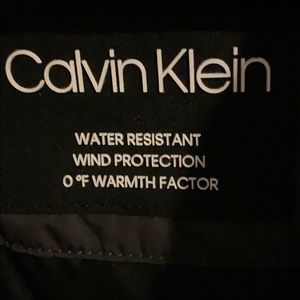 Calvin Klein
WATER RESISTANT
WIND PROTECTION
0 °F WARMTH FACTOR